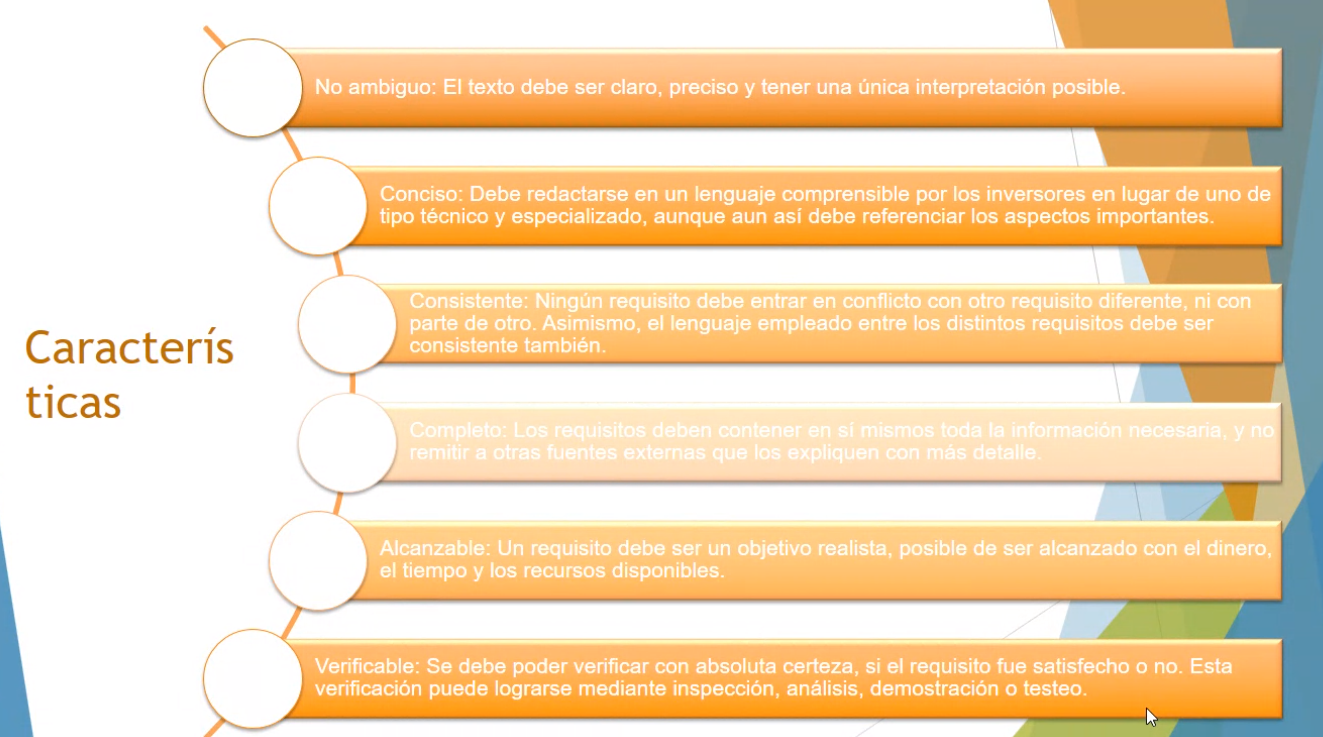 Caracterís
ticas
No ambiguo: El texto debe ser claro, preciso y tener una única interpretación posible.
Conciso: Debe redactarse en un lenguaje comprensible por los inversores en lugar de uno de
tipo técnico y especializado, aunque aun así debe referenciar los aspectos importantes.
Consistente: Ningún requisito debe entrar en conflicto con otro requisito diferente, ni con
parte de otro. Asimismo, el lenguaje empleado entre los distintos requisitos debe ser
consistente también.
Completo: Los requisitos deben contener en sí mismos toda la información necesaria, y no
remitir a otras fuentes externas que los expliquen con más detalle.
Alcanzable: Un requisito debe ser un objetivo realista, posible de ser alcanzado con el dinero,
el tiempo y los recursos disponibles.
Verificable: Se debe poder verificar con absoluta certeza, si el requisito fue satisfecho o no. Esta
verificación puede lograrse mediante inspección, análisis, demostración o testeo.